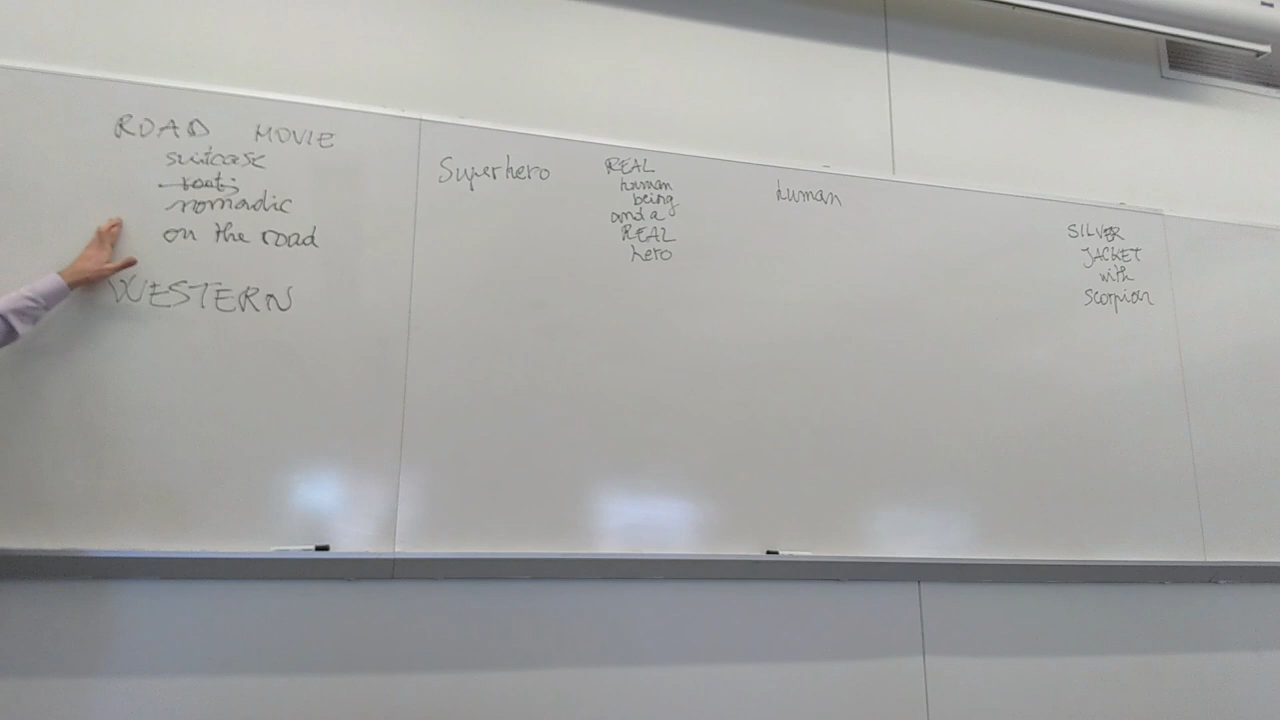 ROAD MOVIE
suitcase
roots
nomadic
on the road
WESTERN
Superhero
REAL
human
being
and a
REAL
hero
human
SILVER
JACKET
with
scorpion